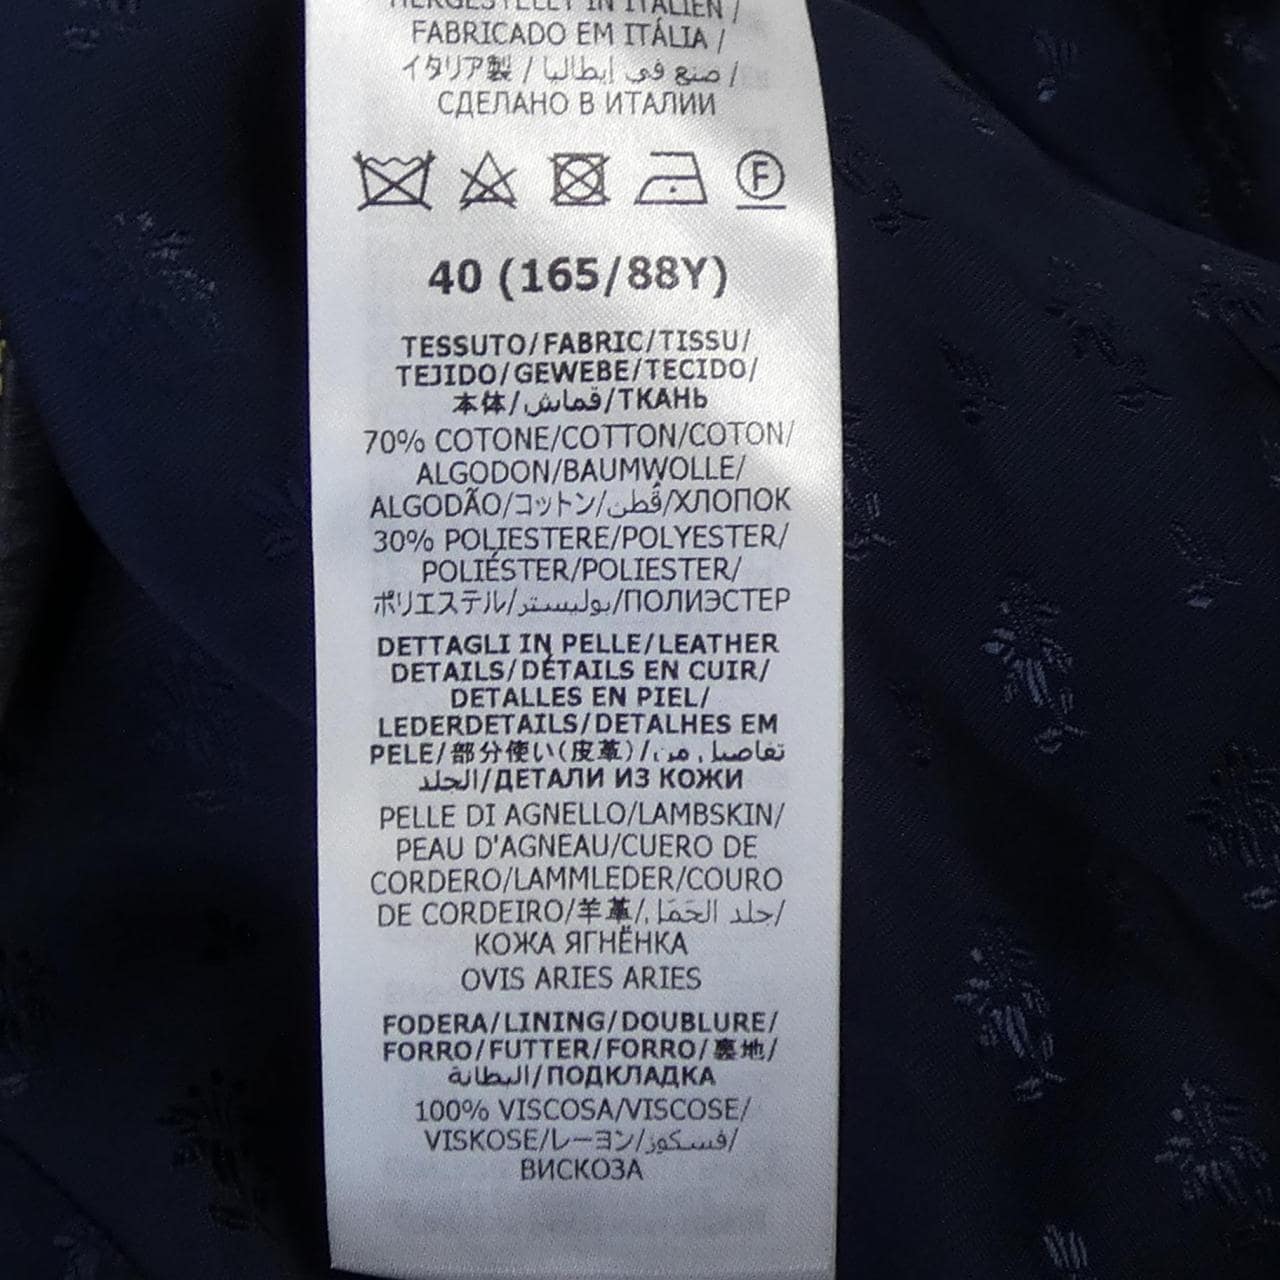 HERGESTELLT IN ITALIEN /
FABRICADO EM ITÁLIA /
イタリア製 / صنع في إيطاليا /
СДЕЛАНО В ИТАЛИИ
F
40 (165/88Y)
TESSUTO/FABRIC/TISSU/
TEJIDO/GEWEBE/TECIDO/
本体/قماش/ТКАНЬ
70% COTONE/COTTON/COTON/
ALGODON/BAUMWOLLE/
ALGODÃO/コットン/قطن/ХЛОПОК
30% POLIESTERE/POLYESTER/
POLIÉSTER/POLIESTER/
ポリエステル/بوليستر/ПОЛИЭСТЕР
DETTAGLI IN PELLE/LEATHER
DETAILS/DÉTAILS EN CUIR/
DETALLES EN PIEL/
LEDERDETAILS/DETALHES EM
PELE/部分使い(皮革)/تفاصيل من
الجلد/ДЕТАЛИ ИЗ КОЖИ
PELLE DI AGNELLO/LAMBSKIN/
PEAU D'AGNEAU/CUERO DE
CORDERO/LAMMLEDER/COURO
DE CORDEIRO/羊革/جلد الحَمَل/
КОЖА ЯГНЁНКА
OVIS ARIES ARIES
FODERA/LINING/DOUBLURE/
FORRO/FUTTER/FORRO/裏地/
البطانة/ПОДКЛАДКА
100% VISCOSA/VISCOSE/
VISKOSE/レーヨン/فسكوز/
ВИСКОЗА